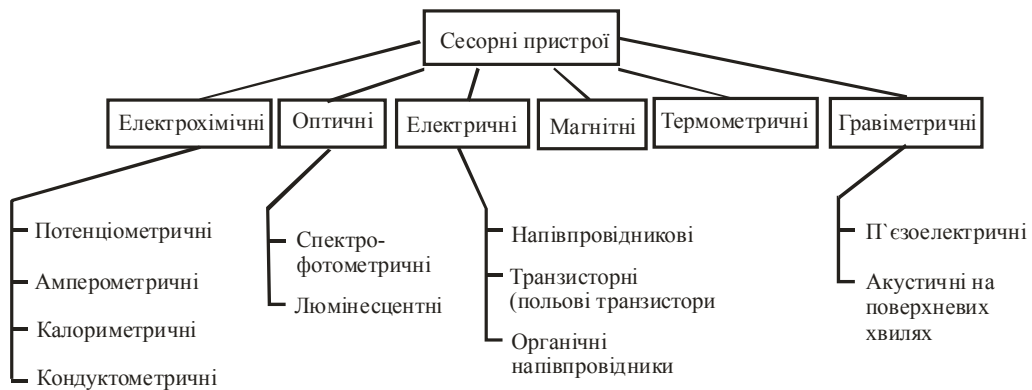 Сесорні пристрої
Електрохімічні
Оптичні
Електричні
Магнітні
Термометричні
Гравіметричні
Потенціометричні
Амперометричні
Калориметричні
Кондуктометричні
Спектро-
фотометричні
Люмінесцентні
Напівпровідникові
Транзисторні
(польові транзистори
Органічні
напівпровідники
П`єзоелектричні
Акустичні на
поверхневих
хвилях